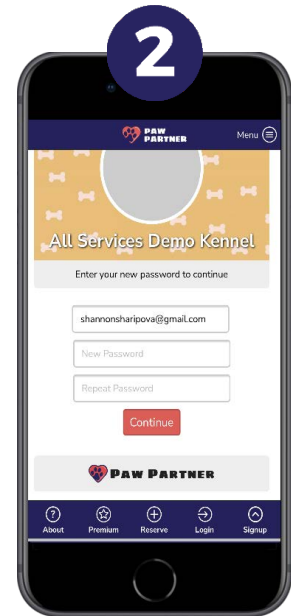 2
PAW
PARTNER
Menu
All Services Demo Kennel
Enter your new password to continue
shannonsharipova@gmail.com
New Password
Repeat Password
Continue
PAW PARTNER
? About Premium Reserve Login Signup